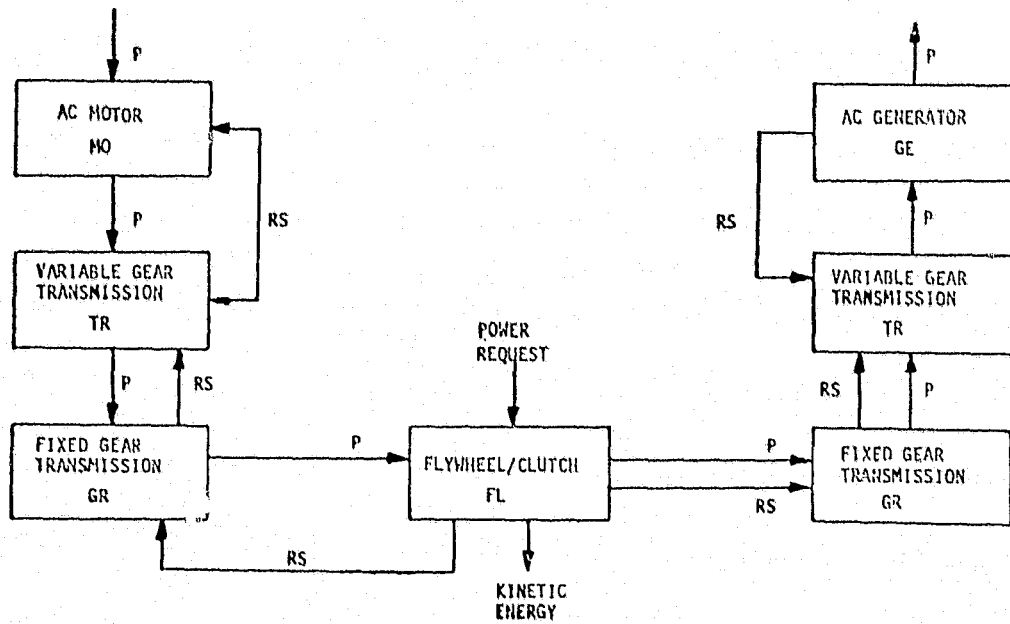 P
AC MOTOR
MO
P
RS
VARIABLE GEAR
TRANSMISSION
TR
P
RS
FIXED GEAR
TRANSMISSION
GR
P
RS
POWER
REQUEST
FLYWHEEL/CLUTCH
FL
KINETIC
ENERGY
P
RS
FIXED GEAR
TRANSMISSION
GR
RS
P
VARIABLE GEAR
TRANSMISSION
TR
RS
P
AC GENERATOR
GE
P